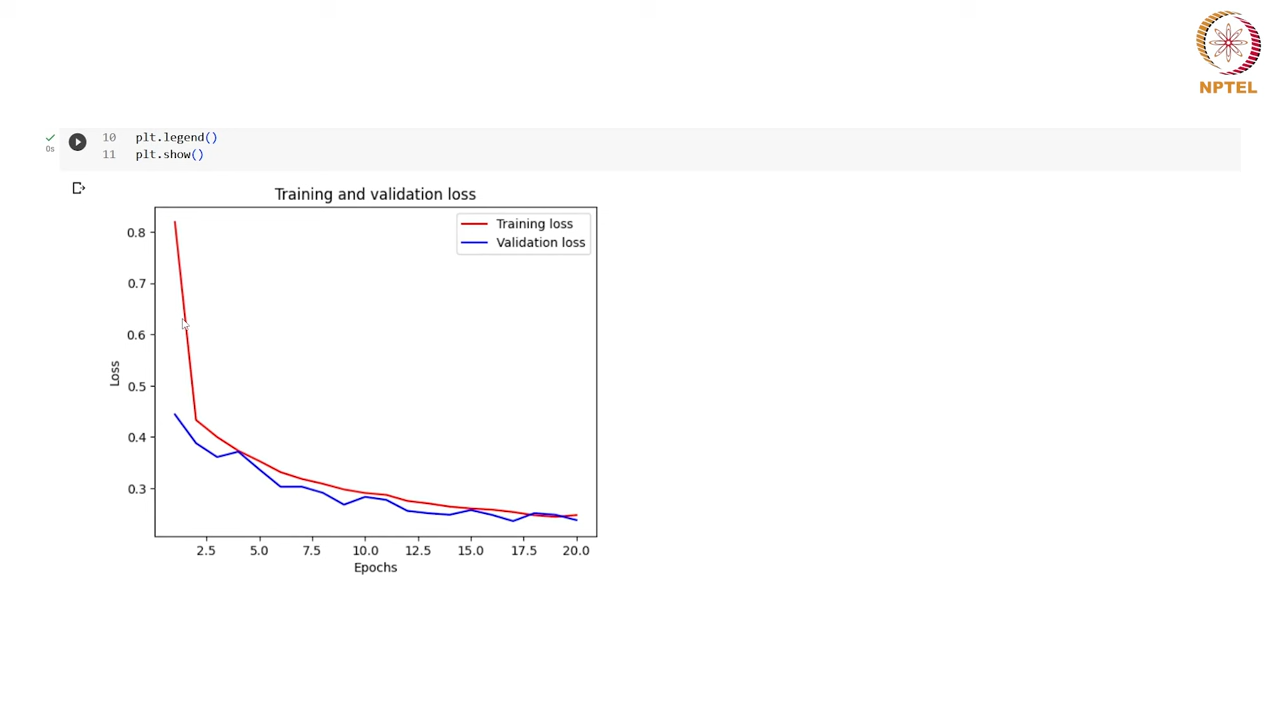 NPTEL
10 plt.legend()
0s
11 plt.show()
Training and validation loss
Training loss
Validation loss
0.8
0.7
0.6
0.5
0.4
0.3
Loss
2.5 5.0 7.5 10.0 12.5 15.0 17.5 20.0
Epochs